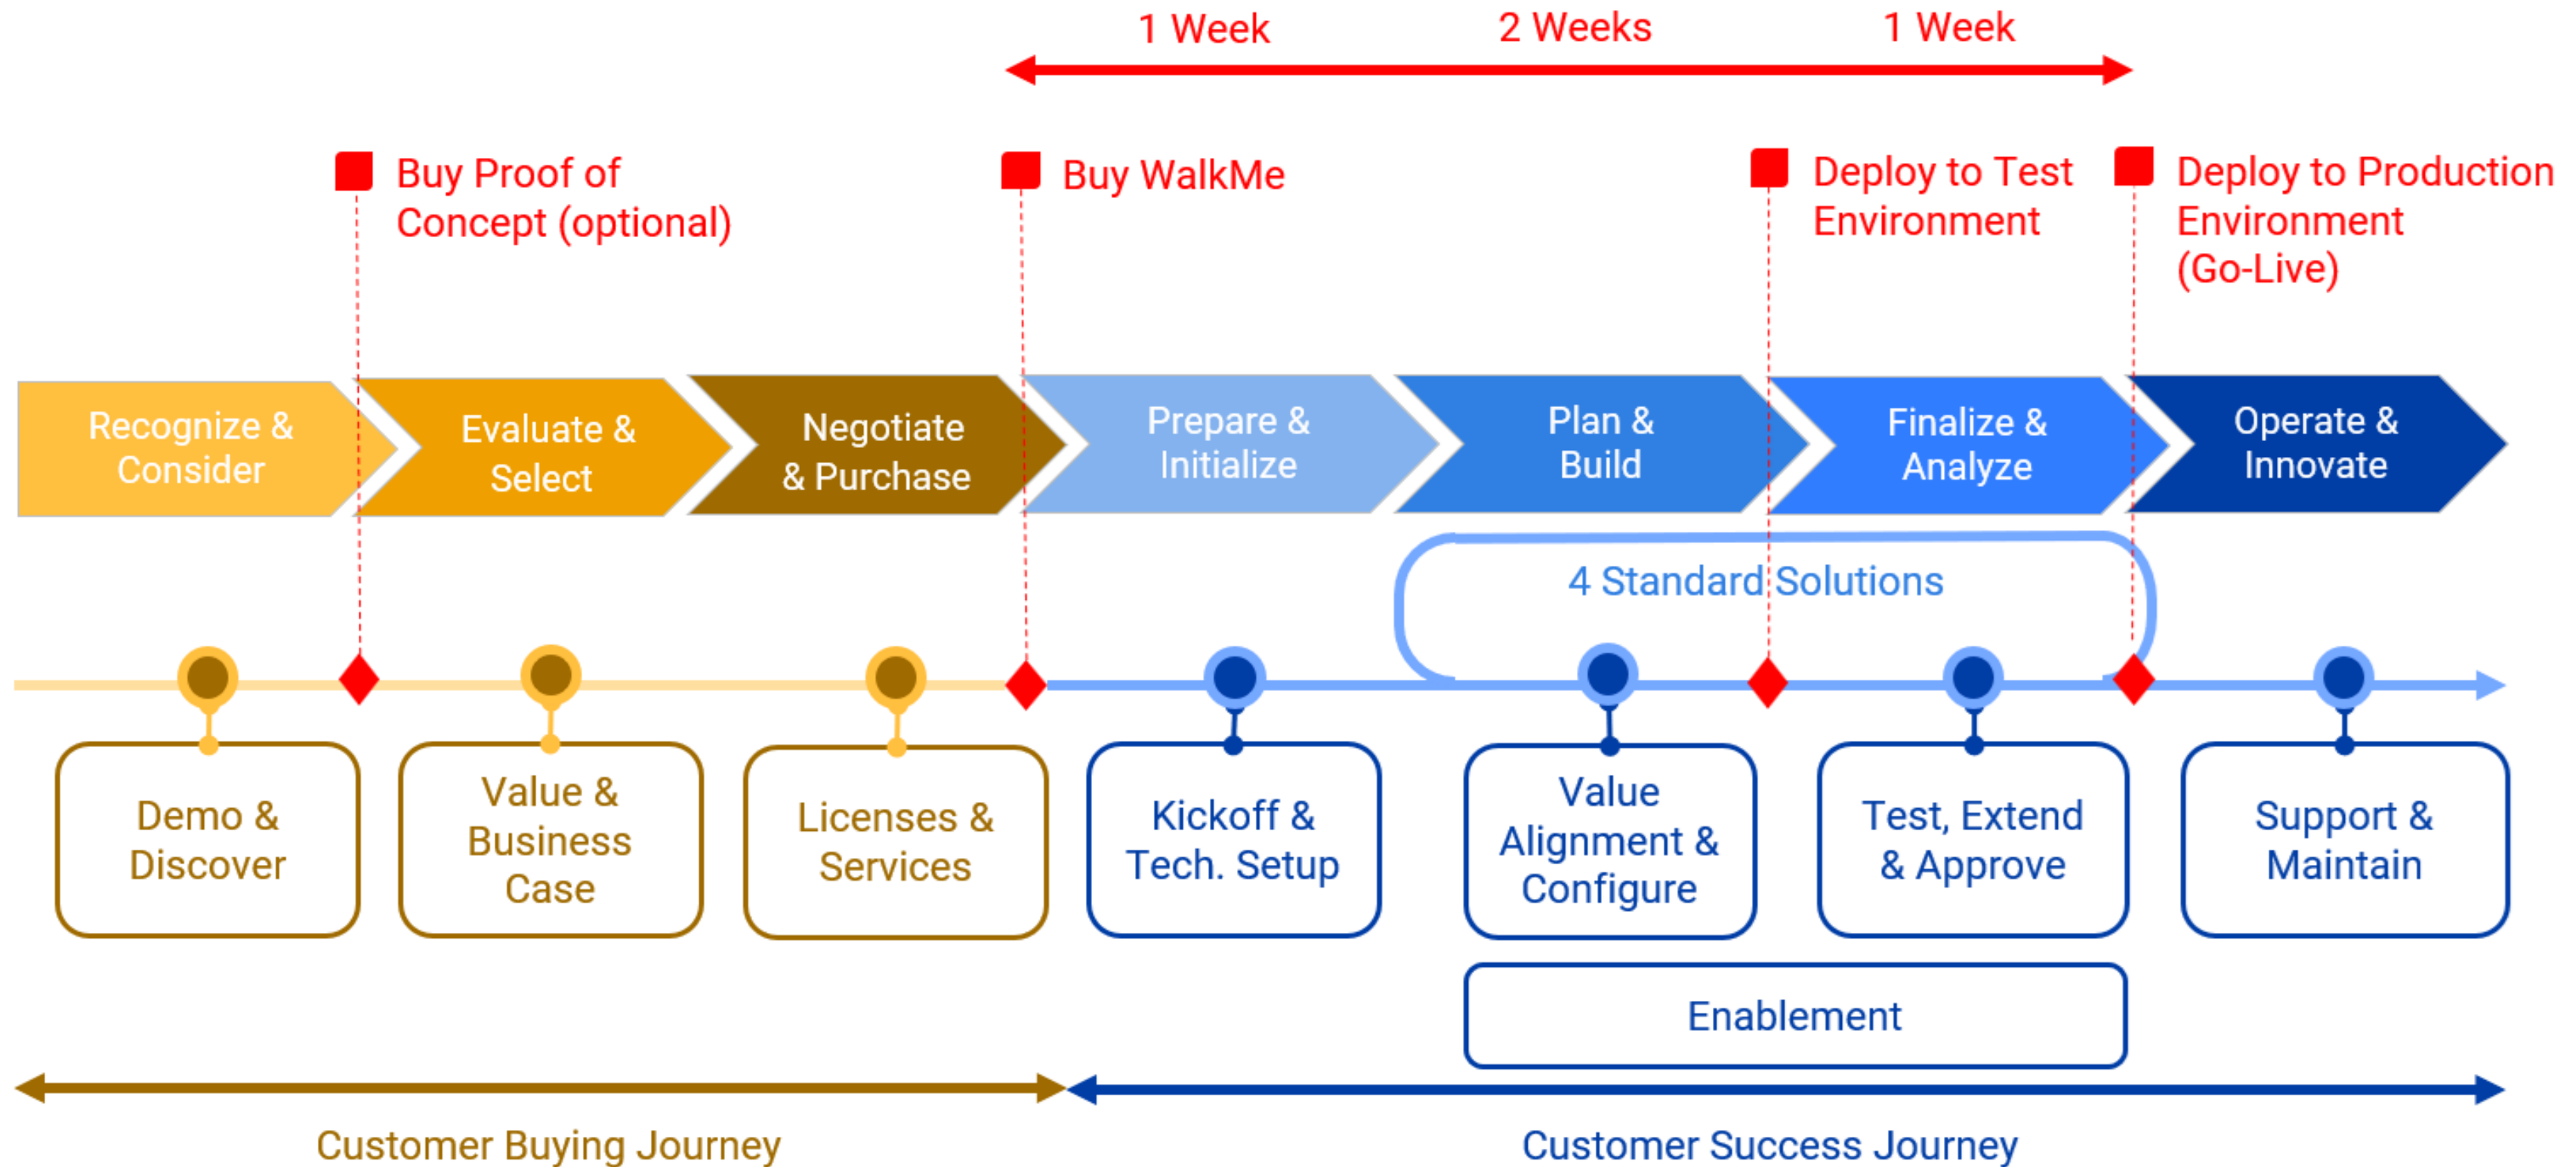 1 Week
2 Weeks
1 Week
Buy Proof of
Concept (optional)
Buy WalkMe
Deploy to Test
Environment
Deploy to Production
Environment
(Go-Live)
Recognize &
Consider
Evaluate &
Select
Negotiate
& Purchase
Prepare &
Initialize
Plan &
Build
Finalize &
Analyze
Operate &
Innovate
4 Standard Solutions
Demo &
Discover
Value &
Business
Case
Licenses &
Services
Kickoff &
Tech. Setup
Value
Alignment &
Configure
Test, Extend
& Approve
Support &
Maintain
Enablement
Customer Buying Journey
Customer Success Journey